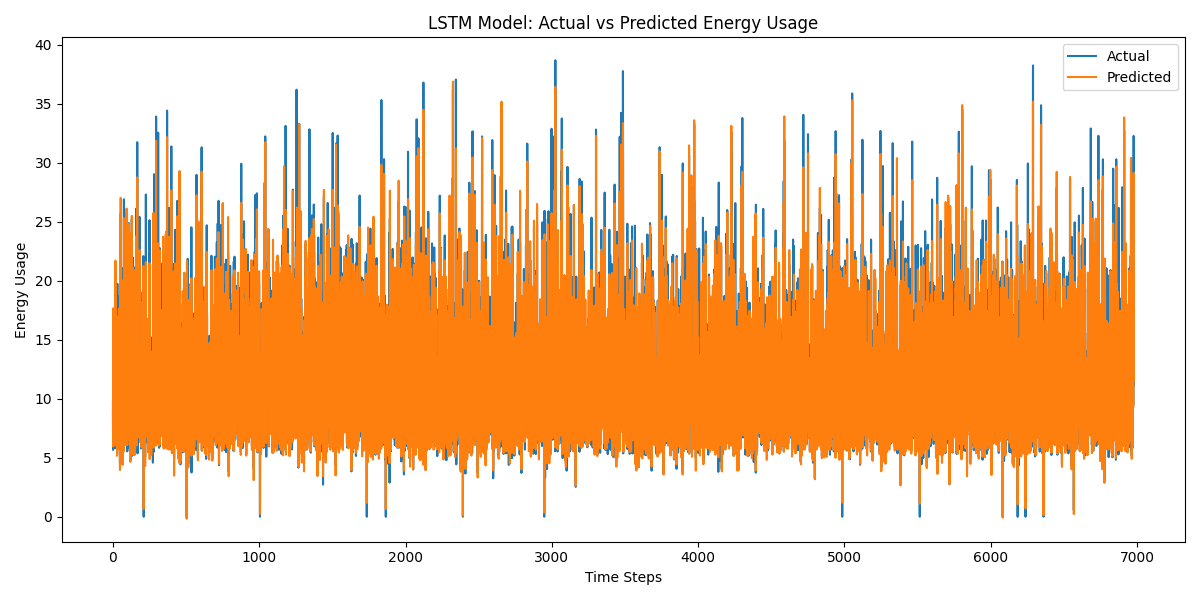 LSTM Model: Actual vs Predicted Energy Usage
Actual
Predicted
40
35
30
25
20
15
10
5
0
Energy Usage
0 1000 2000 3000 4000 5000 6000 7000
Time Steps